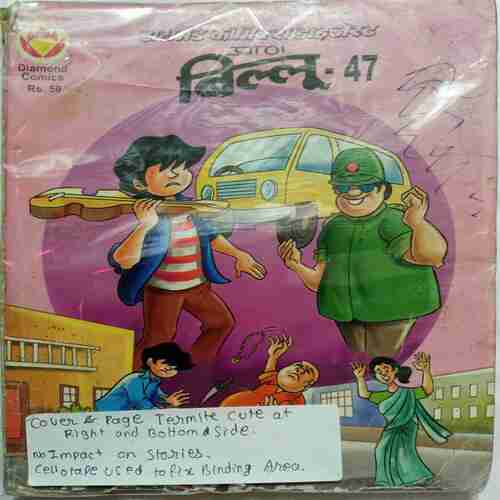 Diamond
Comics
Rs. 50
बिल्लू - 47
Cover & Page Termite Cute at
Right and Bottom & Side.
No Impact on Stories.
Cellotape used to fix Binding Area.